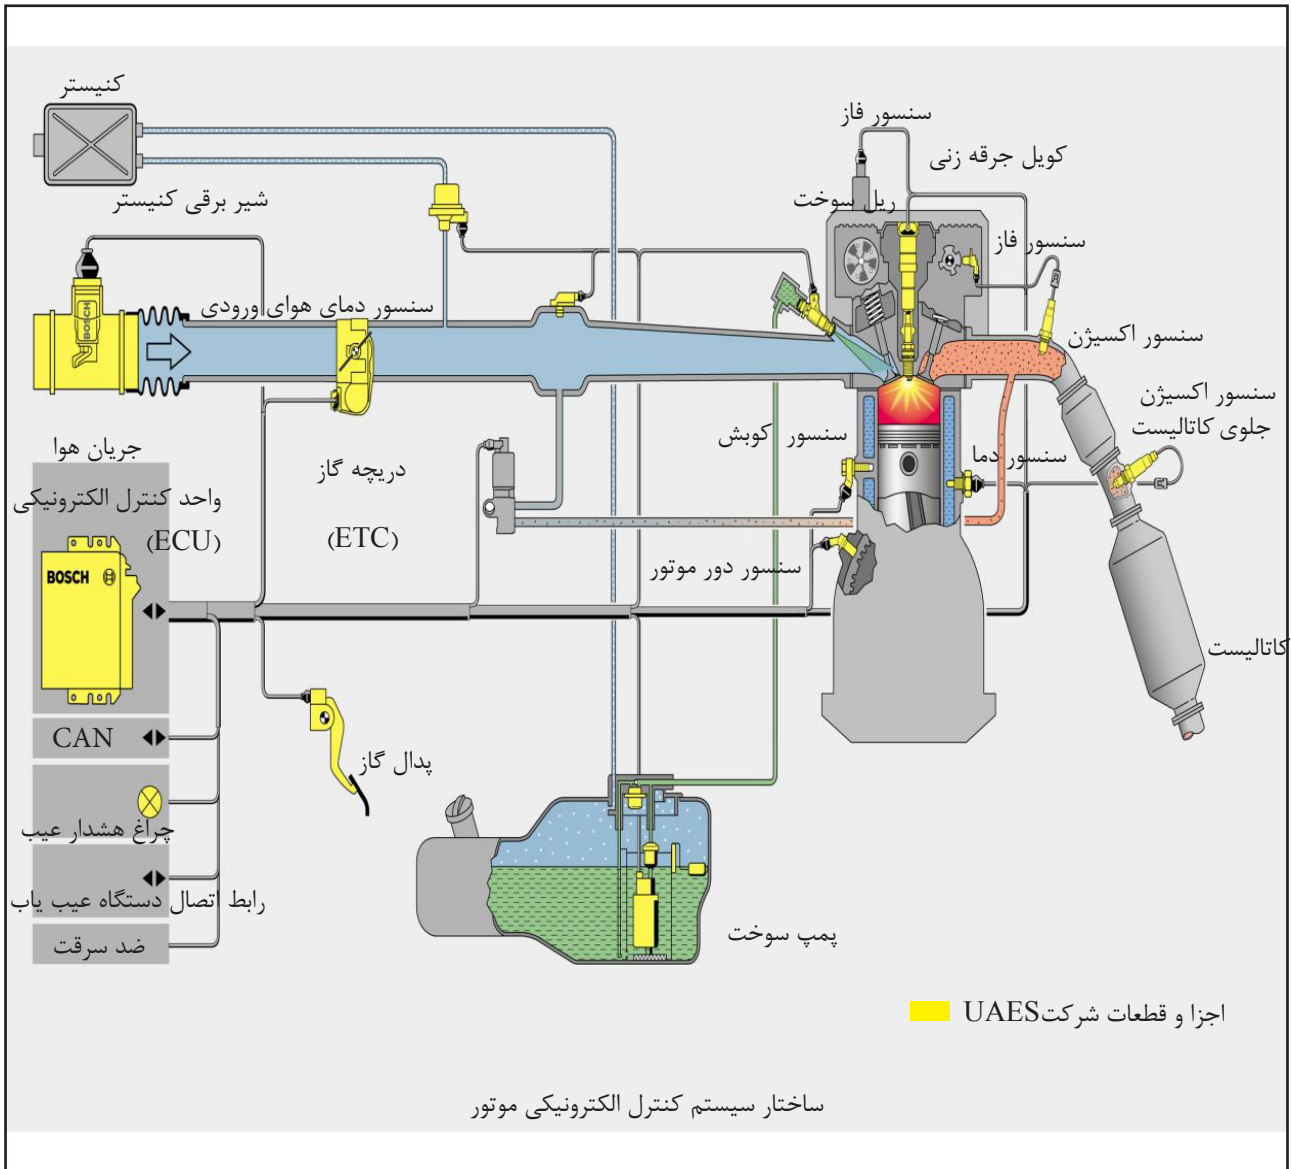 کنیستر
سنسور فاز
کویل جرقه زنی
شیر برقی کنیستر
ریل سوخت
سنسور فاز
سنسور دمای هوای ورودی
BOSCH
سنسور اکسیژن
سنسور اکسیژن
جلوی کاتالیست
سنسور کوبش
سنسور دما
جریان هوا
دریچه گاز
(ETC)
واحد کنترل الکترونیکی
(ECU)
BOSCH
سنسور دور موتور
کاتالیست
CAN
پدال گاز
چراغ هشدار عیب
رابط اتصال دستگاه عیب یاب
ضد سرقت
پمپ سوخت
اجزا و قطعات شرکتUAES
ساختار سیستم کنترل الکترونیکی موتور